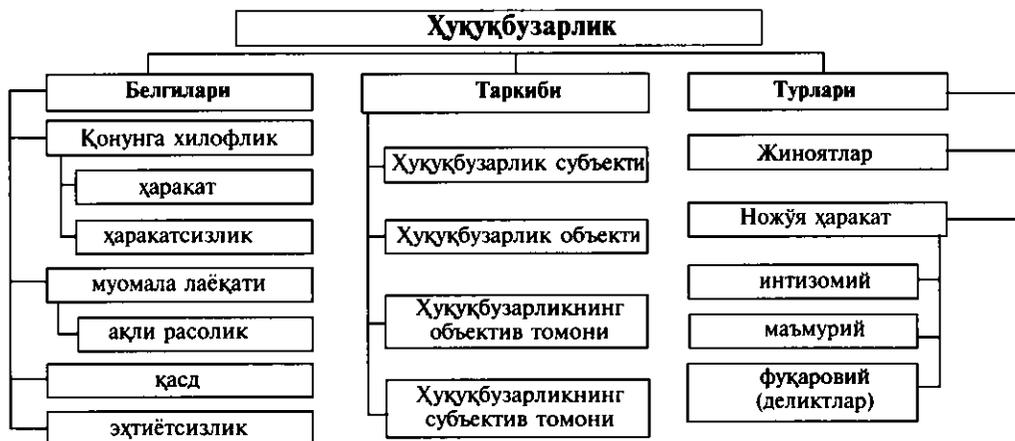 Ҳуқуқбузарлик
Белгилари
Қонунга хилофлик
ҳаракат
ҳаракатсизлик
муомала лаёқати
ақли расолик
қасд
эҳтиётсизлик
Таркиби
Ҳуқуқбузарлик субъекти
Ҳуқуқбузарлик объекти
Ҳуқуқбузарликнинг
объектив томони
Ҳуқуқбузарликнинг
субъектив томони
Турлари
Жиноятлар
Ножўя ҳаракат
интизомий
маъмурий
фуқаровий
(деликтлар)